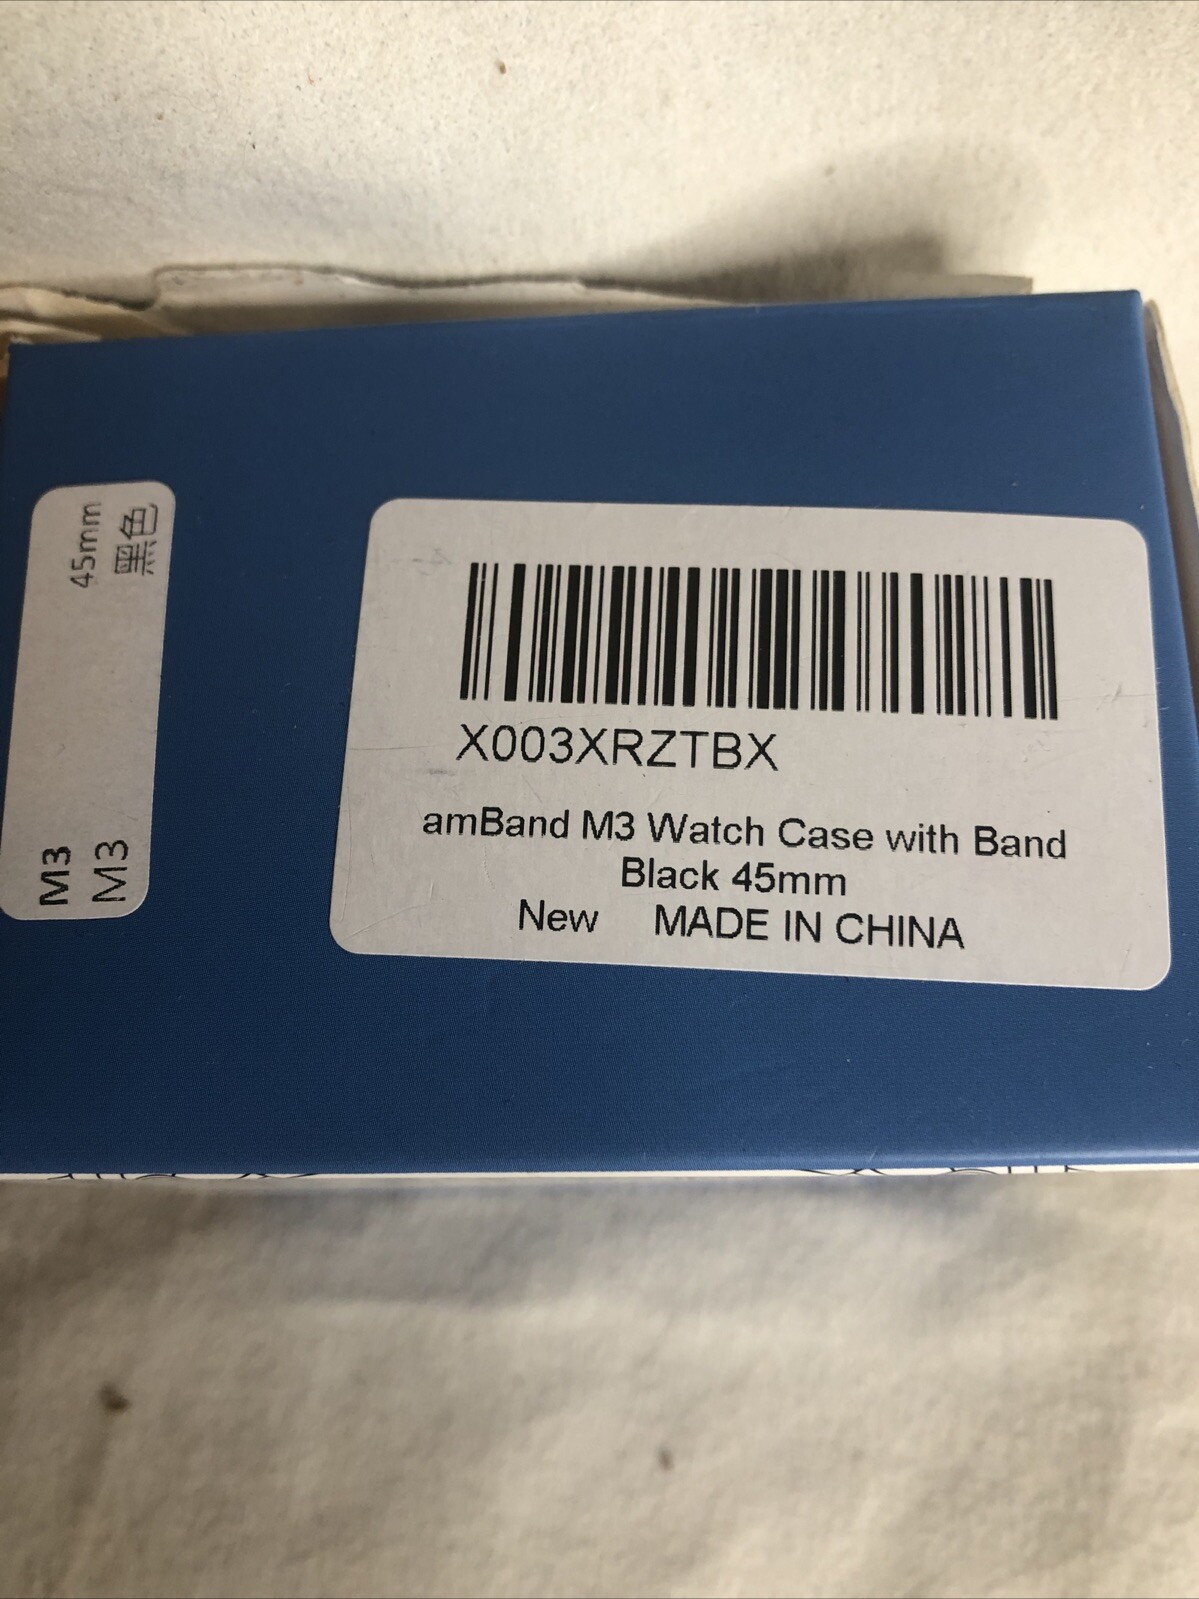 45mm
黑色
M3
M3
X003XRZTBX
amBand M3 Watch Case with Band
Black 45mm
New MADE IN CHINA